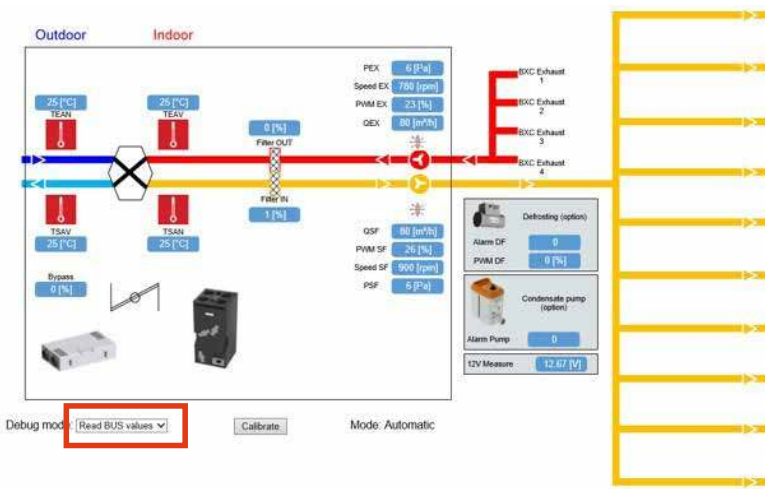 Outdoor
Indoor
PEX 6 [Pa]
Speed EX 780 [rpm]
PWM EX 23 [%]
QEX 80 [m³/h]
25 [°C]
TEAN
25 [°C]
TEAV
0 [%]
Filter OUT
BXC Exhaust
1
BXC Exhaust
2
BXC Exhaust
3
BXC Exhaust
4
TSAV
25 [°C]
TSAN
25 [°C]
Filter IN
1 [%]
QSF 80 [m³/h]
PWM SF 26 [%]
Speed SF 900 [rpm]
PSF 6 [Pa]
Bypass
0 [%]
Defrosting (option)
Alarm DF 0
PWM DF 0 [%]
Condensate pump
(option)
Alarm Pump 0
12V Measure 12.67 [V]
Debug mode: Read BUS values
Calibrate
Mode: Automatic